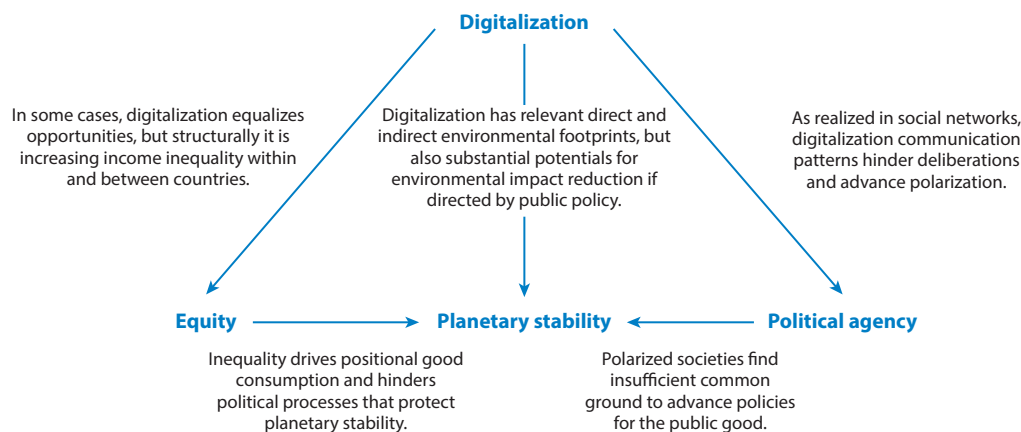 Digitalization
In some cases, digitalization equalizes
opportunities, but structurally it is
increasing income inequality within
and between countries.
Digitalization has relevant direct and
indirect environmental footprints, but
also substantial potentials for
environmental impact reduction if
directed by public policy.
As realized in social networks,
digitalization communication
patterns hinder deliberations
and advance polarization.
Equity
Planetary stability
Political agency
Inequality drives positional good
consumption and hinders
political processes that protect
planetary stability.
Polarized societies find
insufficient common
ground to advance policies
for the public good.